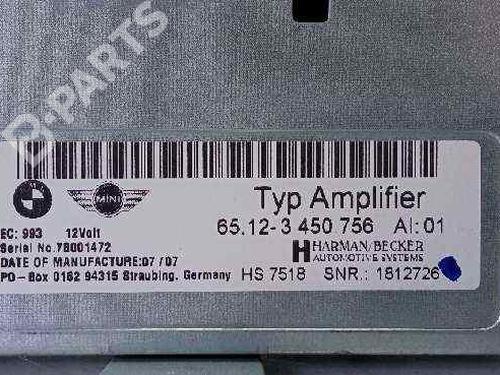 B-PARTS
MINI
Typ Amplifier
65.12-3 450 756 AI: 01
EC: 993 12Volt
Serial No.78001472
DATE OF MANUFACTURE:07/07
PO-Box 0162 94315 Straubing, Germany
HARMAN/BECKER
AUTOMOTIVE SYSTEMS
HS 7518 SNR.: 1812726